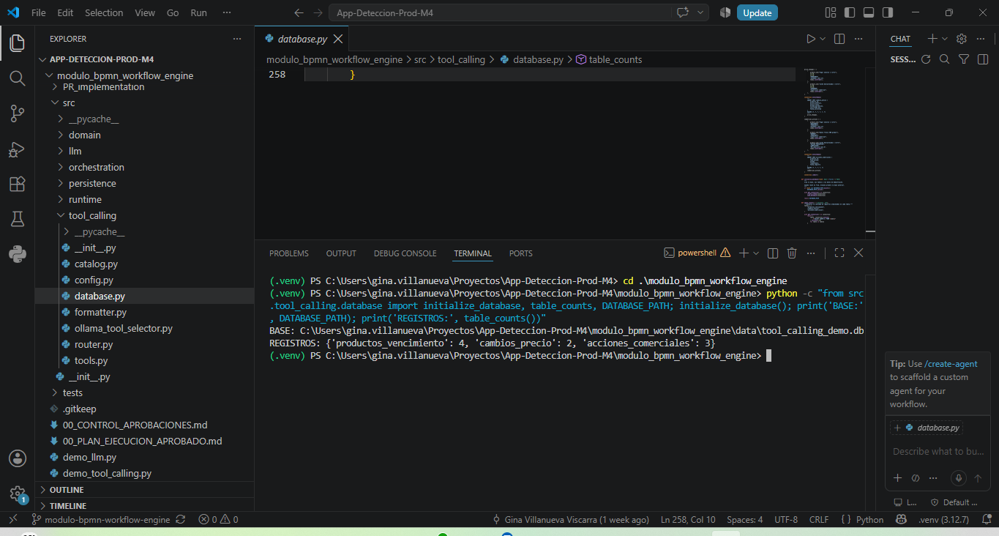 File Edit Selection View Go Run ···
App-Deteccion-Prod-M4
Update
EXPLORER
APP-DETECCION-PROD-M4
modulo_bpmn_workflow_engine
PR_implementation
src
__pycache__
domain
llm
orchestration
persistence
runtime
tool_calling
__pycache__
__init__.py
catalog.py
config.py
database.py
formatter.py
ollama_tool_selector.py
router.py
tools.py
__init__.py
tests
.gitkeep
00_CONTROL_APROBACIONES.md
00_PLAN_EJECUCION_APROBADO.md
demo_llm.py
demo_tool_calling.py
OUTLINE
TIMELINE
database.py
modulo_bpmn_workflow_engine > src > tool_calling > database.py > table_counts
258 }
PROBLEMS OUTPUT DEBUG CONSOLE TERMINAL PORTS
powershell
(.venv) PS C:\Users\gina.villanueva\Proyectos\App-Deteccion-Prod-M4> cd .\modulo_bpmn_workflow_engine
(.venv) PS C:\Users\gina.villanueva\Proyectos\App-Deteccion-Prod-M4\modulo_bpmn_workflow_engine> python -c "from src
.tool_calling.database import initialize_database, table_counts, DATABASE_PATH; initialize_database(); print('BASE:'
, DATABASE_PATH); print('REGISTROS:', table_counts())"
BASE: C:\Users\gina.villanueva\Proyectos\App-Deteccion-Prod-M4\modulo_bpmn_workflow_engine\data\tool_calling_demo.db
REGISTROS: {'productos_vencimiento': 4, 'cambios_precio': 2, 'acciones_comerciales': 3}
(.venv) PS C:\Users\gina.villanueva\Proyectos\App-Deteccion-Prod-M4\modulo_bpmn_workflow_engine>
CHAT
SESS...
Tip: Use /create-agent
to scaffold a custom
agent for your
workflow.
database.py
Describe what to bu...
L... Default ...
1
modulo-bpmn-workflow-engine 0 0 Gina Villanueva Viscarra (1 week ago) Ln 258, Col 10 Spaces: 4 UTF-8 CRLF { } Python .venv (3.12.7)